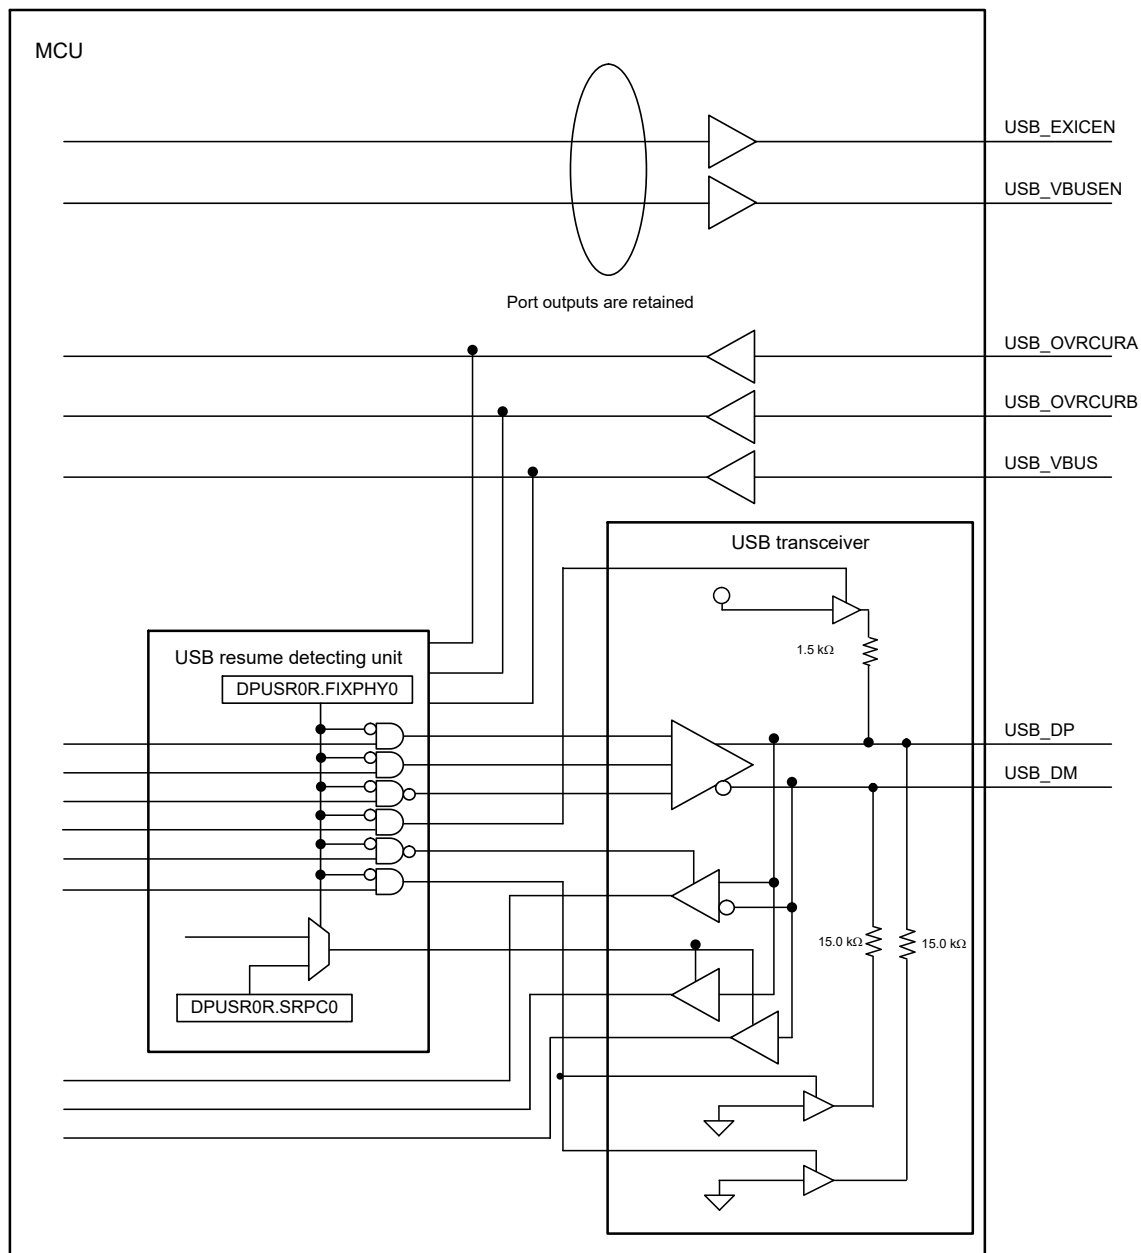 MCU
USB_EXICEN
USB_VBUSEN
Port outputs are retained
USB_OVRCURA
USB_OVRCURB
USB_VBUS
USB transceiver
1.5 kΩ
USB resume detecting unit
DPUSR0R.FIXPHY0
USB_DP
USB_DM
15.0 kΩ
15.0 kΩ
DPUSR0R.SRPC0